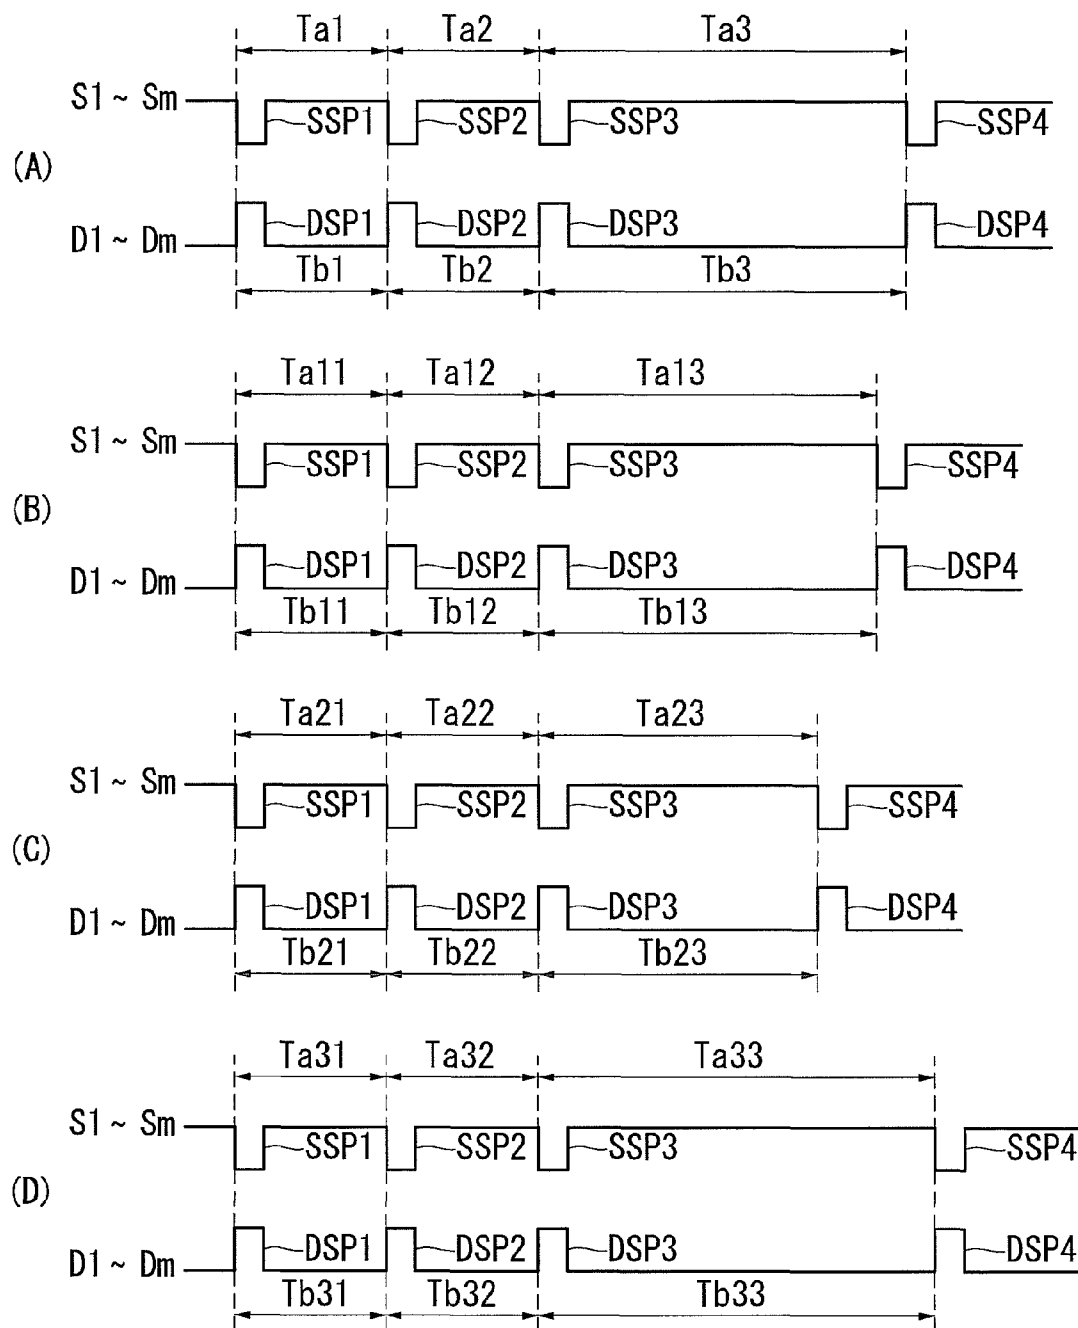 Ta1 Ta2 Ta3
S1 ~ Sm SSP1 SSP2 SSP3 SSP4
(A)
D1 ~ Dm DSP1 DSP2 DSP3 DSP4
Tb1 Tb2 Tb3
Ta11 Ta12 Ta13
S1 ~ Sm SSP1 SSP2 SSP3 SSP4
(B)
D1 ~ Dm DSP1 DSP2 DSP3 DSP4
Tb11 Tb12 Tb13
Ta21 Ta22 Ta23
S1 ~ Sm SSP1 SSP2 SSP3 SSP4
(C)
D1 ~ Dm DSP1 DSP2 DSP3 DSP4
Tb21 Tb22 Tb23
Ta31 Ta32 Ta33
S1 ~ Sm SSP1 SSP2 SSP3 SSP4
(D)
D1 ~ Dm DSP1 DSP2 DSP3 DSP4
Tb31 Tb32 Tb33